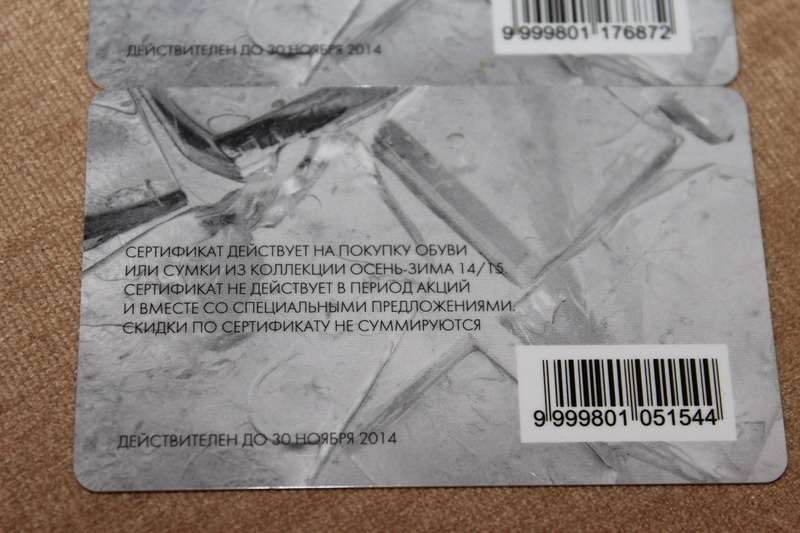 ДЕЙСТВИТЕЛЕН ДО 30 НОЯБРЯ 2014
9 999801 176872
СЕРТИФИКАТ ДЕЙСТВУЕТ НА ПОКУПКУ ОБУВИ
ИЛИ СУМКИ ИЗ КОЛЛЕКЦИИ ОСЕНЬ-ЗИМА 14/15.
СЕРТИФИКАТ НЕ ДЕЙСТВУЕТ В ПЕРИОД АКЦИЙ
И ВМЕСТЕ СО СПЕЦИАЛЬНЫМИ ПРЕДЛОЖЕНИЯМИ.
СКИДКИ ПО СЕРТИФИКАТУ НЕ СУММИРУЮТСЯ
9 999801 051544
ДЕЙСТВИТЕЛЕН ДО 30 НОЯБРЯ 2014